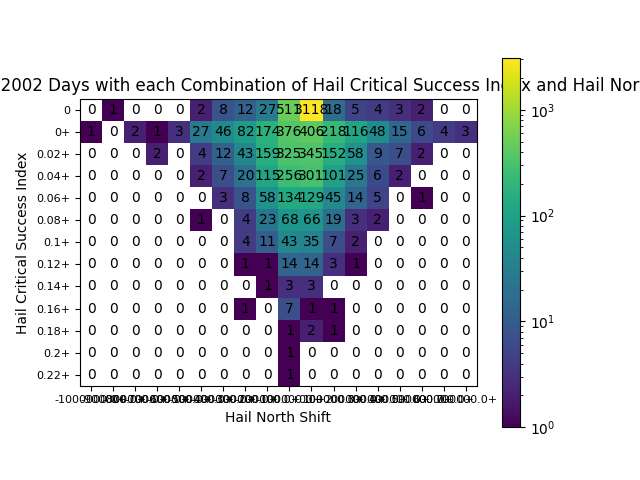 2002 Days with each Combination of Hail Critical Success Index and Hail Nor
0 0 1 0 0 0 2 8 12 27 5 4 3 2 0 0
0+ 1 0 2 1 3 27 46 82 174 376 406 218 116 48 15 6 4 3
0.02+ 0 0 0 2 0 4 12 43 159 325 345 152 58 9 7 2 0 0
0.04+ 0 0 0 0 0 2 7 20 115 256 301 101 25 6 2 0 0 0
0.06+ 0 0 0 0 0 0 3 8 58 134 129 45 14 5 0 1 0 0
0.08+ 0 0 0 0 0 1 0 4 23 68 66 19 3 2 0 0 0 0
0.1+ 0 0 0 0 0 0 0 4 11 43 35 7 2 0 0 0 0 0
0.12+ 0 0 0 0 0 0 0 1 1 14 14 3 1 0 0 0 0 0
0.14+ 0 0 0 0 0 0 0 0 1 3 3 0 0 0 0 0 0 0
0.16+ 0 0 0 0 0 0 0 1 0 7 1 1 0 0 0 0 0 0
0.18+ 0 0 0 0 0 0 0 0 0 1 2 1 0 0 0 0 0 0
0.2+ 0 0 0 0 0 0 0 0 0 1 0 0 0 0 0 0 0 0
0.22+ 0 0 0 0 0 0 0 0 0 1 0 0 0 0 0 0 0 0
Hail Critical Success Index
Hail North Shift
10³
10²
10¹
10⁰